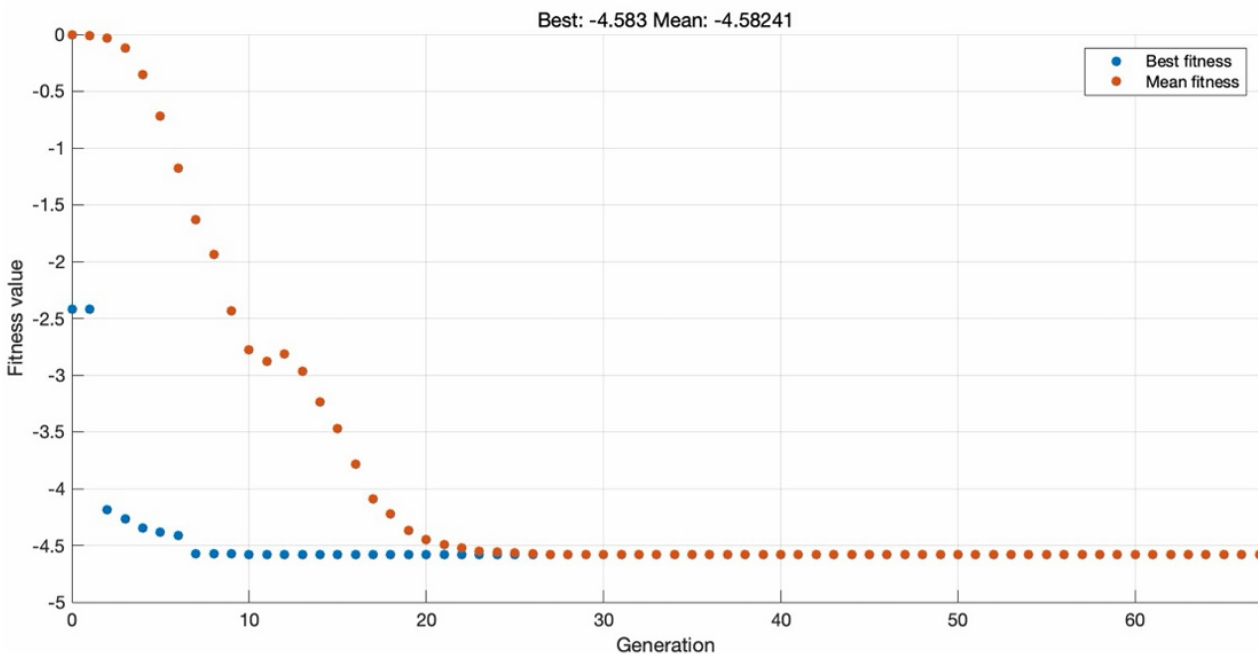 Best: -4.583 Mean: -4.58241
Best fitness
Mean fitness
0
-0.5
-1
-1.5
-2
-2.5
-3
-3.5
-4
-4.5
-5
Fitness value
0 10 20 30 40 50 60
Generation